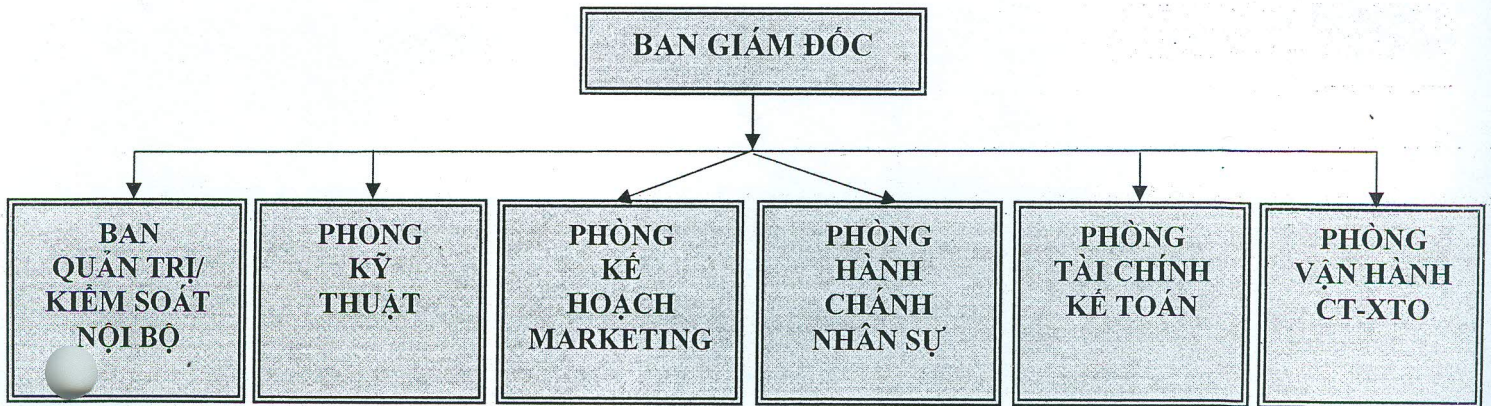 BAN GIÁM ĐỐC
BAN
QUẢN TRỊ/
KIỂM SOÁT
NỘI BỘ
PHÒNG
KỸ
THUẬT
PHÒNG
KẾ
HOẠCH
MARKETING
PHÒNG
HÀNH
CHÁNH
NHÂN SỰ
PHÒNG
TÀI CHÍNH
KẾ TOÁN
PHÒNG
VẬN HÀNH
CT-XTO